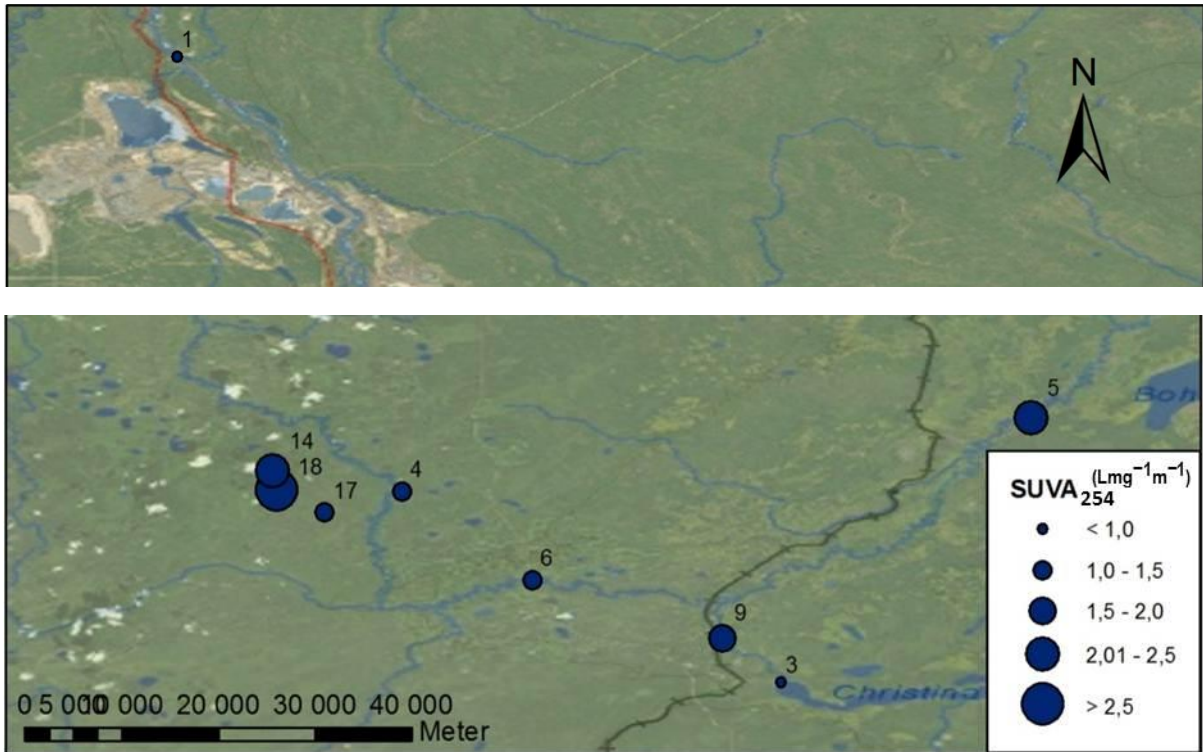 1
N
5
Boh
14
18
4
17
6
9
3
Christina
SUVA254 (Lmg⁻¹m⁻¹)
< 1,0
1,0 - 1,5
1,5 - 2,0
2,01 - 2,5
> 2,5
0 5 000 10 000 20 000 30 000 40 000
Meter